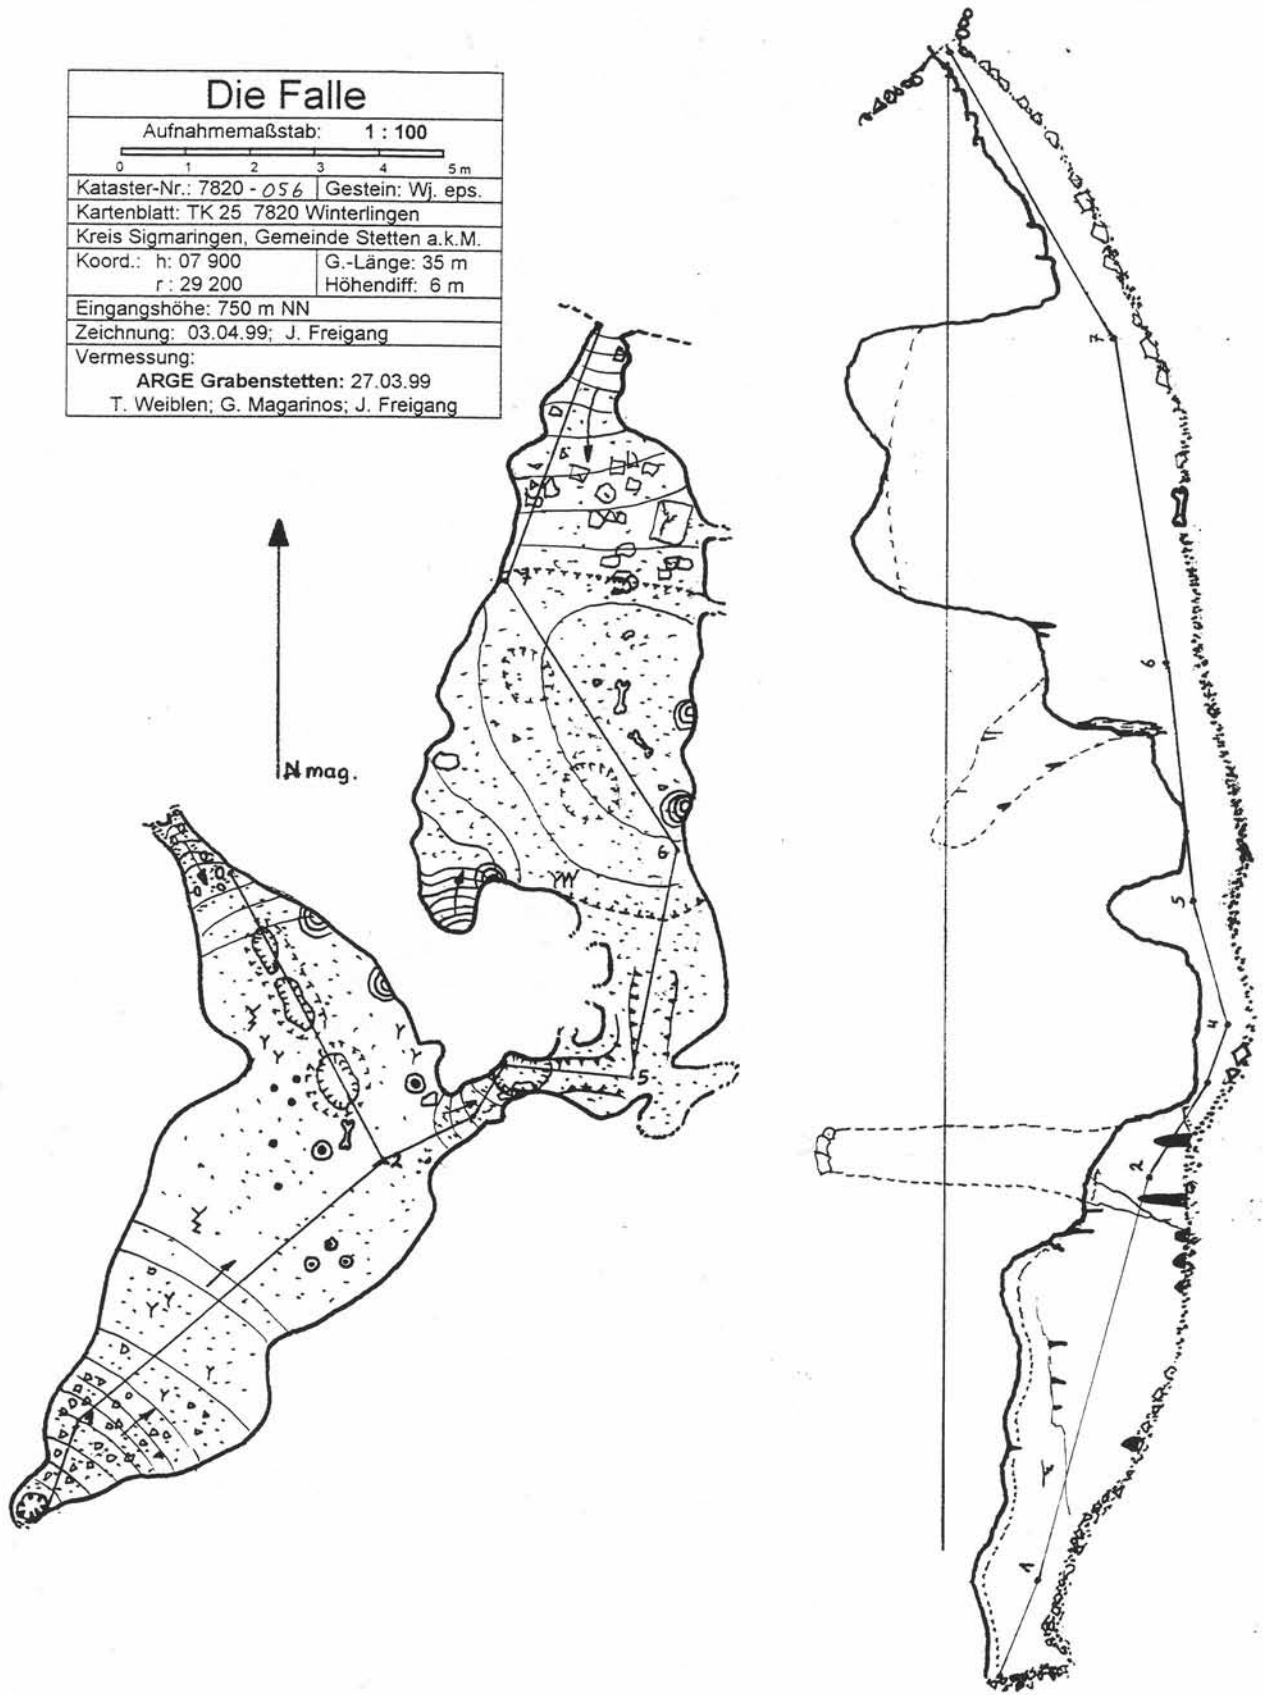 Die Falle
Aufnahmemaßstab: 1 : 100
0 1 2 3 4 5 m
Kataster-Nr.: 7820 - 056 Gestein: Wj. eps.
Kartenblatt: TK 25 7820 Winterlingen
Kreis Sigmaringen, Gemeinde Stetten a.k.M.
Koord.: h: 07 900 G.-Länge: 35 m
r : 29 200 Höhendiff: 6 m
Eingangshöhe: 750 m NN
Zeichnung: 03.04.99; J. Freigang
Vermessung:
ARGE Grabenstetten: 27.03.99
T. Weiblen; G. Magarinos; J. Freigang
N mag.
7
6
5
2
7
6
5
4
2
1